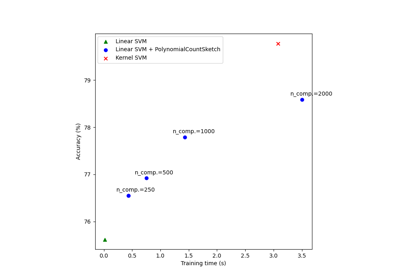 Linear SVM
Linear SVM + PolynomialCountSketch
Kernel SVM
79
78
77
76
Accuracy (%)
n_comp.=2000
n_comp.=1000
n_comp.=500
n_comp.=250
0.0 0.5 1.0 1.5 2.0 2.5 3.0 3.5
Training time (s)